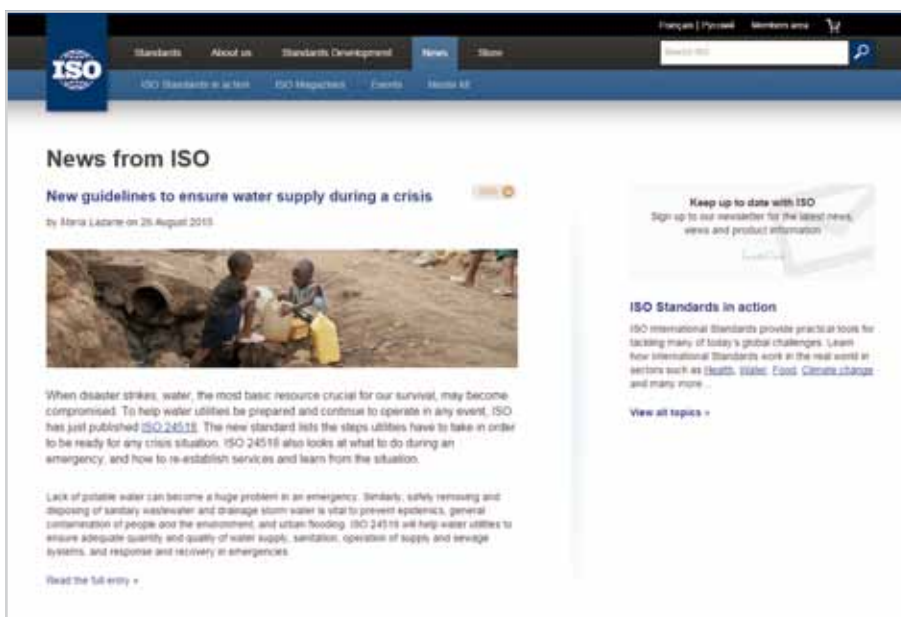 Français | Русский Members area
ISO
Standards About us Standards Development News Store
Search ISO
ISO Standards in action ISO Magazines Events Media kit
News from ISO
New guidelines to ensure water supply during a crisis
by Maria Lazarte on 26 August 2015
When disaster strikes, water, the most basic resource crucial for our survival, may become
compromised. To help water utilities be prepared and continue to operate in any event, ISO
has just published ISO 24518. The new standard lists the steps utilities have to take in order
to be ready for any crisis situation. ISO 24518 also looks at what to do during an
emergency, and how to re-establish services and learn from the situation.
Lack of potable water can become a huge problem in an emergency. Similarly, safely removing and
disposing of sanitary wastewater and drainage storm water is vital to prevent epidemics, general
contamination of people and the environment, and urban flooding. ISO 24518 will help water utilities to
ensure adequate quantity and quality of water supply, sanitation, operation of supply and sewage
systems, and response and recovery in emergencies.
Read the full entry »
Keep up to date with ISO
Sign up to our newsletter for the latest news,
views and product information
ISO Standards in action
ISO International Standards provide practical tools for
tackling many of today's global challenges. Learn
how International Standards work in the real world in
sectors such as Health, Water, Food, Climate change
and many more...
View all topics »